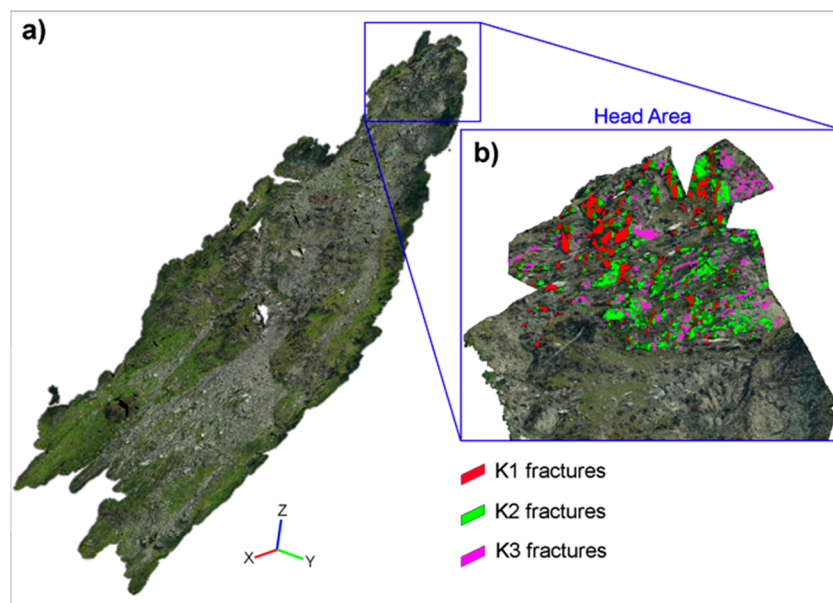 a)
Head Area
b)
K1 fractures
K2 fractures
K3 fractures
Z
X
Y